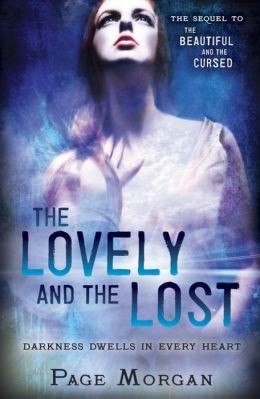 THE SEQUEL TO
THE
BEAUTIFUL
AND THE
CURSED
THE
LOVELY
AND THE
LOST
DARKNESS DWELLS IN EVERY HEART
PAGE MORGAN